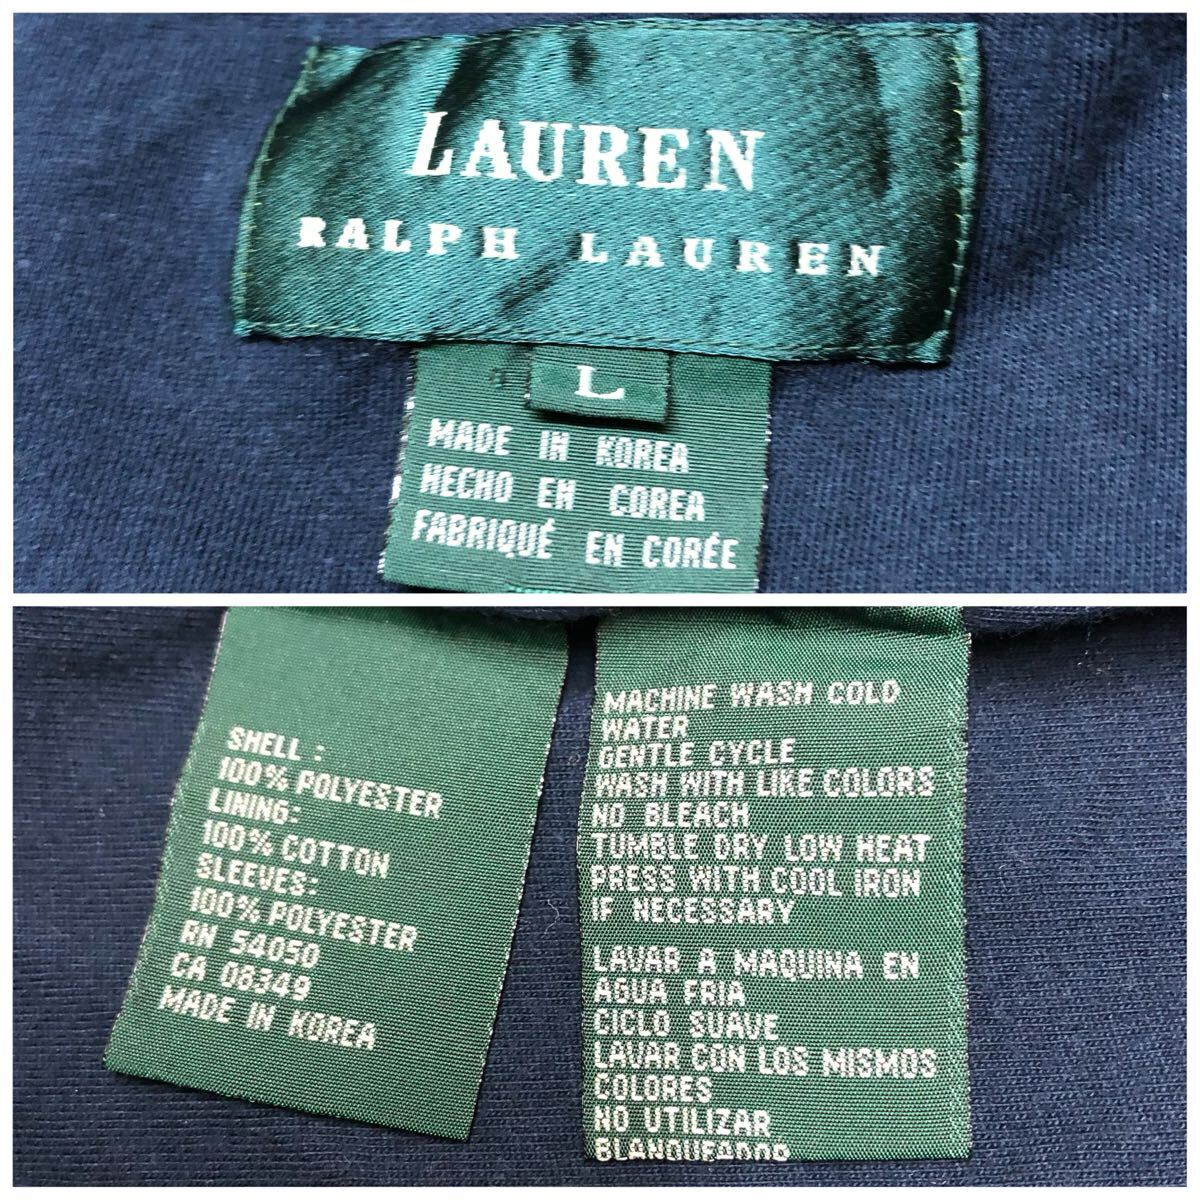 LAUREN
RALPH LAUREN
L
MADE IN KOREA
HECHO EN COREA
FABRIQUÉ EN CORÉE
SHELL :
100% POLYESTER
LINING:
100% COTTON
SLEEVES:
100% POLYESTER
RN 54050
CA 08349
MADE IN KOREA
MACHINE WASH COLD
WATER
GENTLE CYCLE
WASH WITH LIKE COLORS
NO BLEACH
TUMBLE DRY LOW HEAT
PRESS WITH COOL IRON
IF NECESSARY
LAVAR A MAQUINA EN
AGUA FRIA
CICLO SUAVE
LAVAR CON LOS MISMOS
COLORES
NO UTILIZAR
BLANQUEADOR